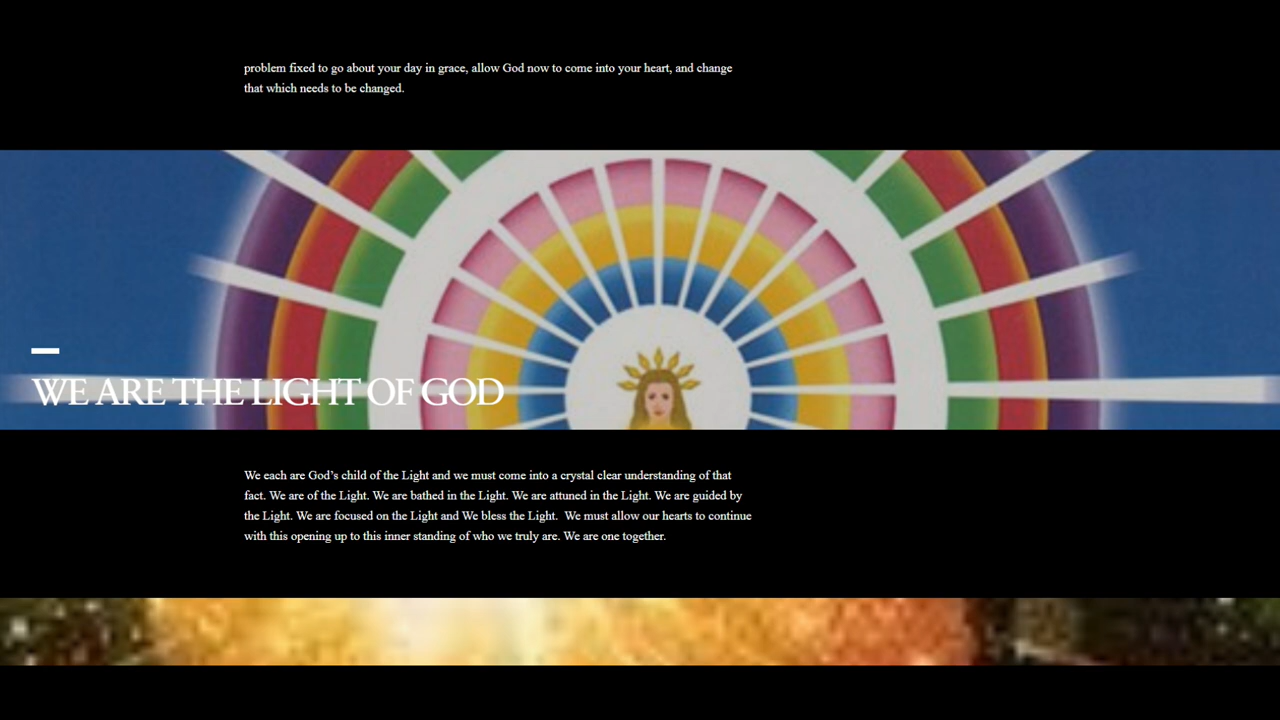 problem fixed to go about your day in grace, allow God now to come into your heart, and change
that which needs to be changed.
WE ARE THE LIGHT OF GOD
We each are God’s child of the Light and we must come into a crystal clear understanding of that
fact. We are of the Light. We are bathed in the Light. We are attuned in the Light. We are guided by
the Light. We are focused on the Light and We bless the Light.  We must allow our hearts to continue
with this opening up to this inner standing of who we truly are. We are one together.